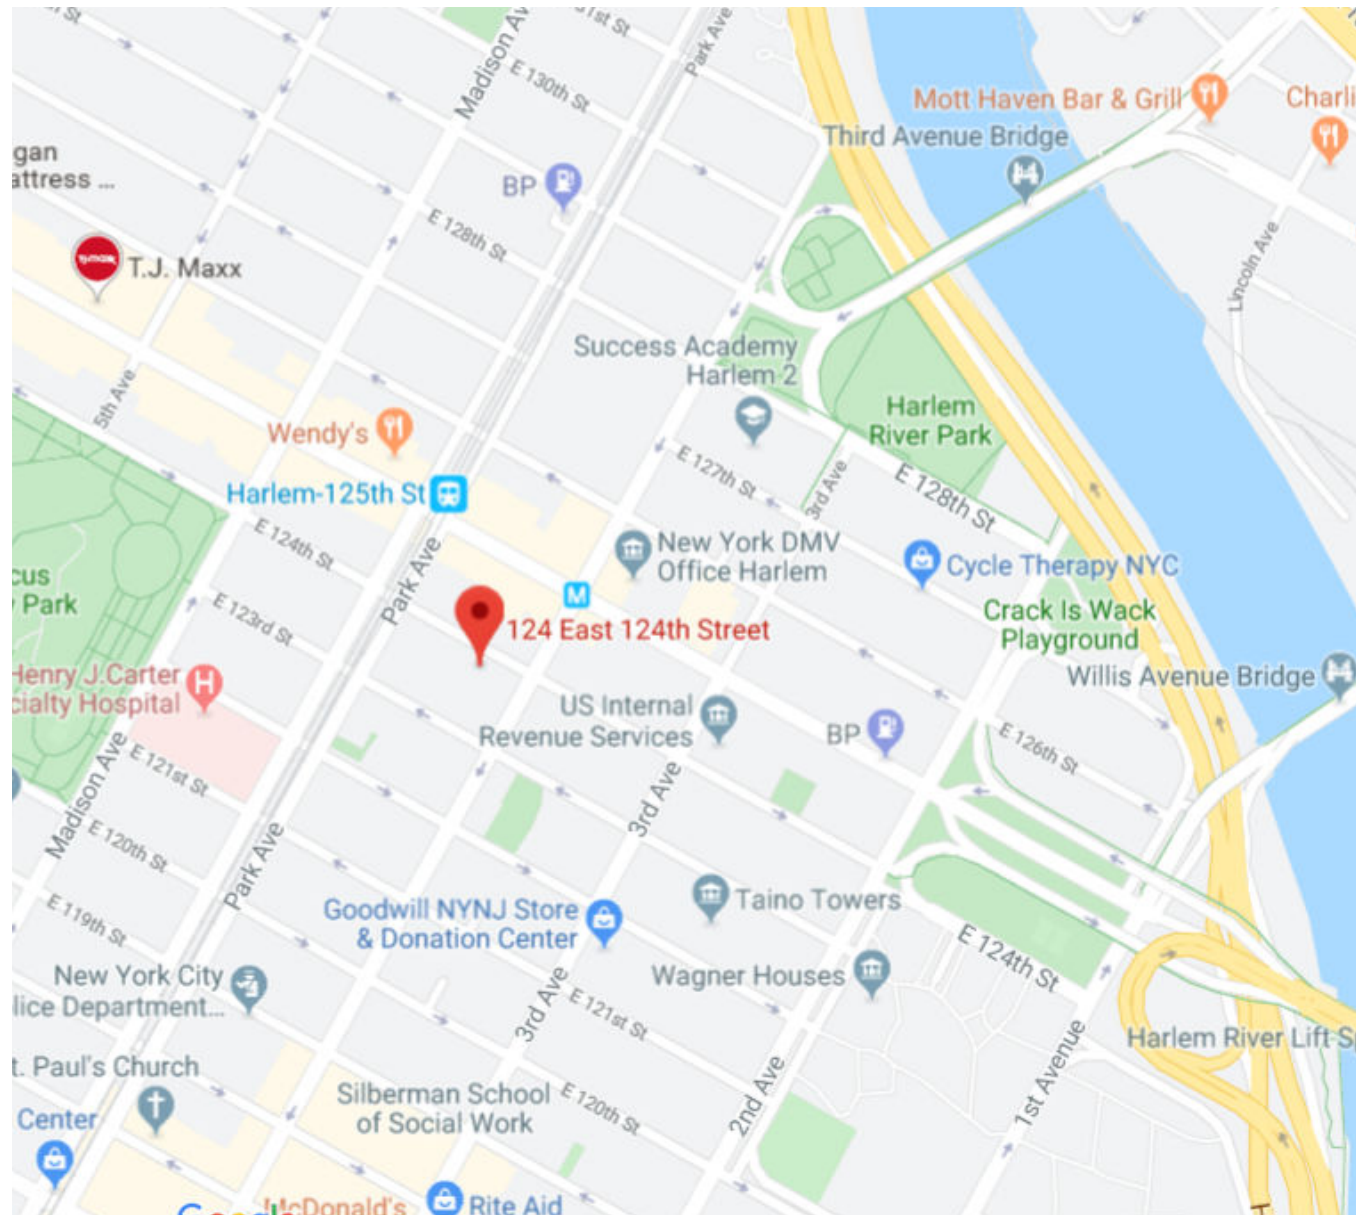 31st St
Park Ave
Madison Av
E 130th St
Mott Haven Bar & Grill
Charli
Third Avenue Bridge
gan
attress ...
BP
E 128th St
T.J. Maxx
Lincoln Ave
Success Academy
Harlem 2
5th Ave
Harlem
River Park
Wendy's
E 127th St
3rd Ave
E 128th St
Harlem-125th St
E 124th St
New York DMV
Office Harlem
Cycle Therapy NYC
cus
Park
Park Ave
M
E 123rd St
124 East 124th Street
Crack Is Wack
Playground
Willis Avenue Bridge
Henry J.Carter
cialty Hospital
H
US Internal
Revenue Services
BP
E 126th St
E 121st St
Madison Ave
3rd Ave
E 120th St
Park Ave
Taino Towers
Goodwill NYNJ Store
& Donation Center
E 119th St
E 124th St
New York City
lice Department...
Wagner Houses
3rd Ave
E 121st St
Harlem River Lift Sp
1st Avenue
t. Paul's Church
Silberman School
of Social Work
E 120th St
2nd Ave
Center
McDonald's
Rite Aid
Google